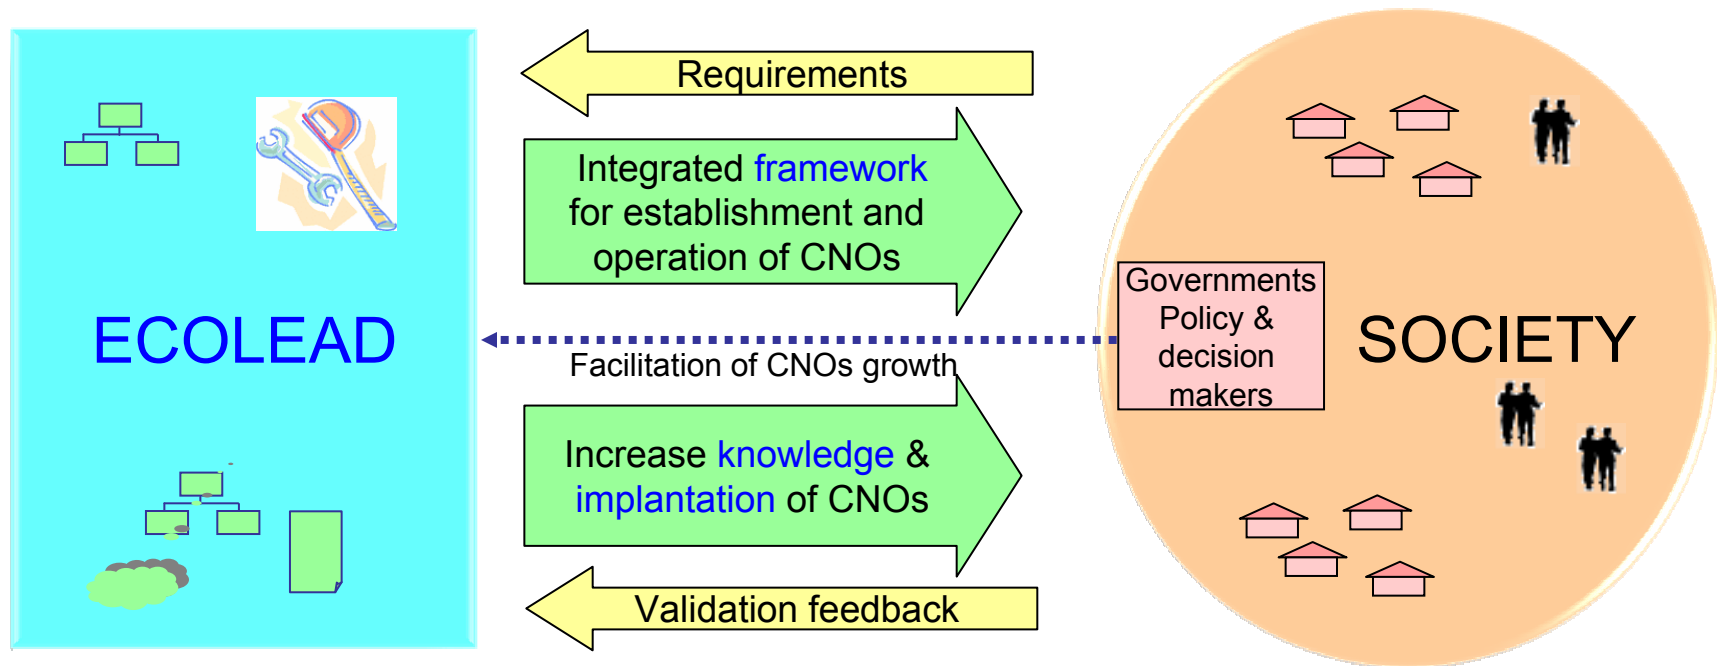 Requirements
Integrated framework
for establishment and
operation of CNOs
ECOLEAD
Facilitation of CNOs growth
Governments
Policy &
decision
makers
SOCIETY
Increase knowledge &
implantation of CNOs
Validation feedback